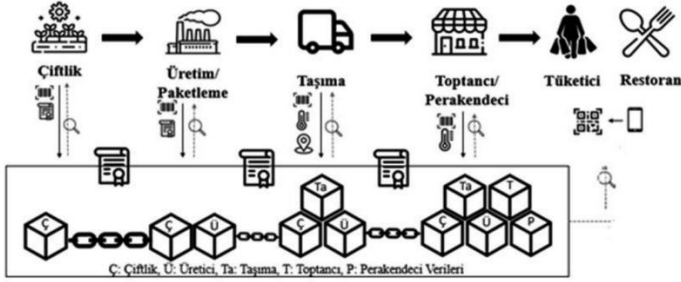 Çiftlik
Üretim/
Paketleme
Taşıma
Toptancı/
Perakendeci
Tüketici
Restoran
Ta
Ta
T
Ç
Ç
Ü
Ç
Ü
Ç
Ü
P
Ç: Çiftlik, Ü: Üretici, Ta: Taşıma, T: Toptancı, P: Perakendeci Verileri